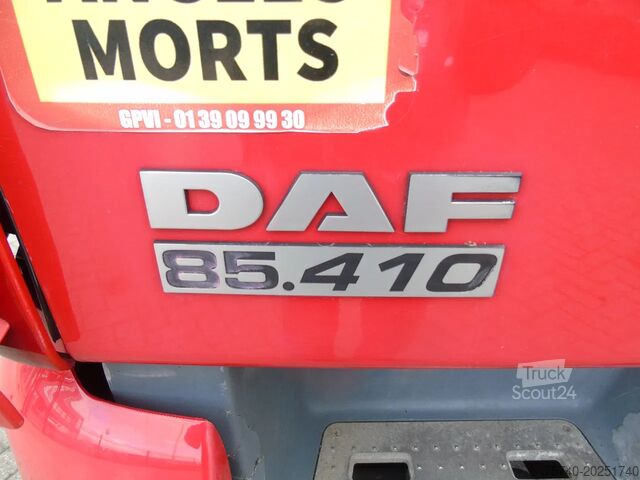 MORTS
GPVI - 01 39 09 99 30
DAF
85.410
Truck
Scout24